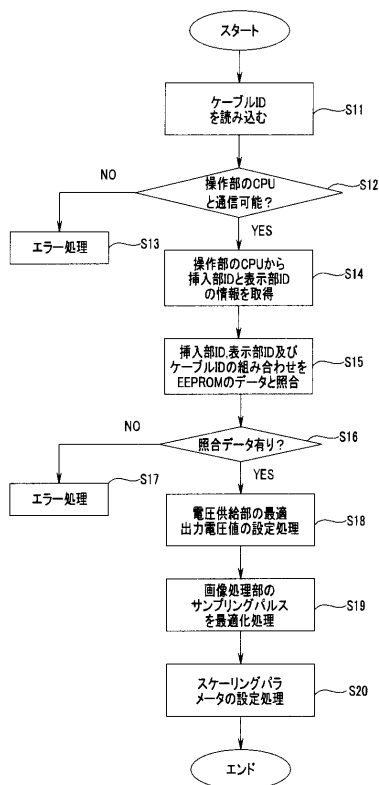 スタート
ケーブルID
を読み込む
S11
操作部のCPU
と通信可能？
S12
NO
YES
エラー処理
S13
操作部のCPUから
挿入部IDと表示部ID
の情報を取得
S14
挿入部ID,表示部ID及び
ケーブルIDの組み合わせを
EEPROMのデータと照合
S15
照合データ有り？
S16
NO
YES
エラー処理
S17
電圧供給部の最適
出力電圧値の設定処理
S18
画像処理部の
サンプリングパルス
を最適化処理
S19
スケーリングパラ
メータの設定処理
S20
エンド